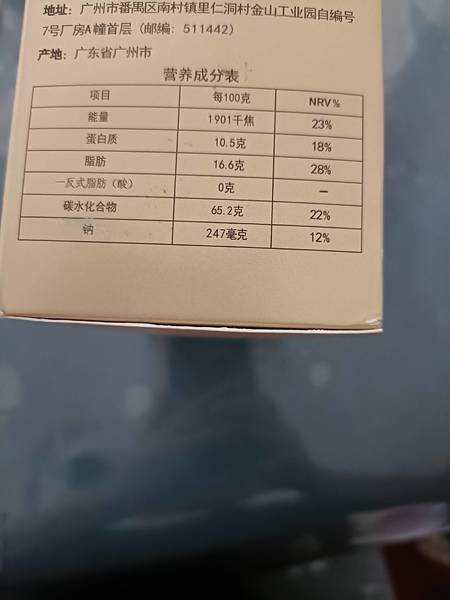 地址：广州市番禺区南村镇里仁洞村金山工业园自编号
7号厂房A幢首层（邮编：511442）
产地：广东省广州市
营养成分表
项目 每100克 NRV%
能量 1901千焦 23%
蛋白质 10.5克 18%
脂肪 16.6克 28%
—反式脂肪（酸） 0克 —
碳水化合物 65.2克 22%
钠 247毫克 12%